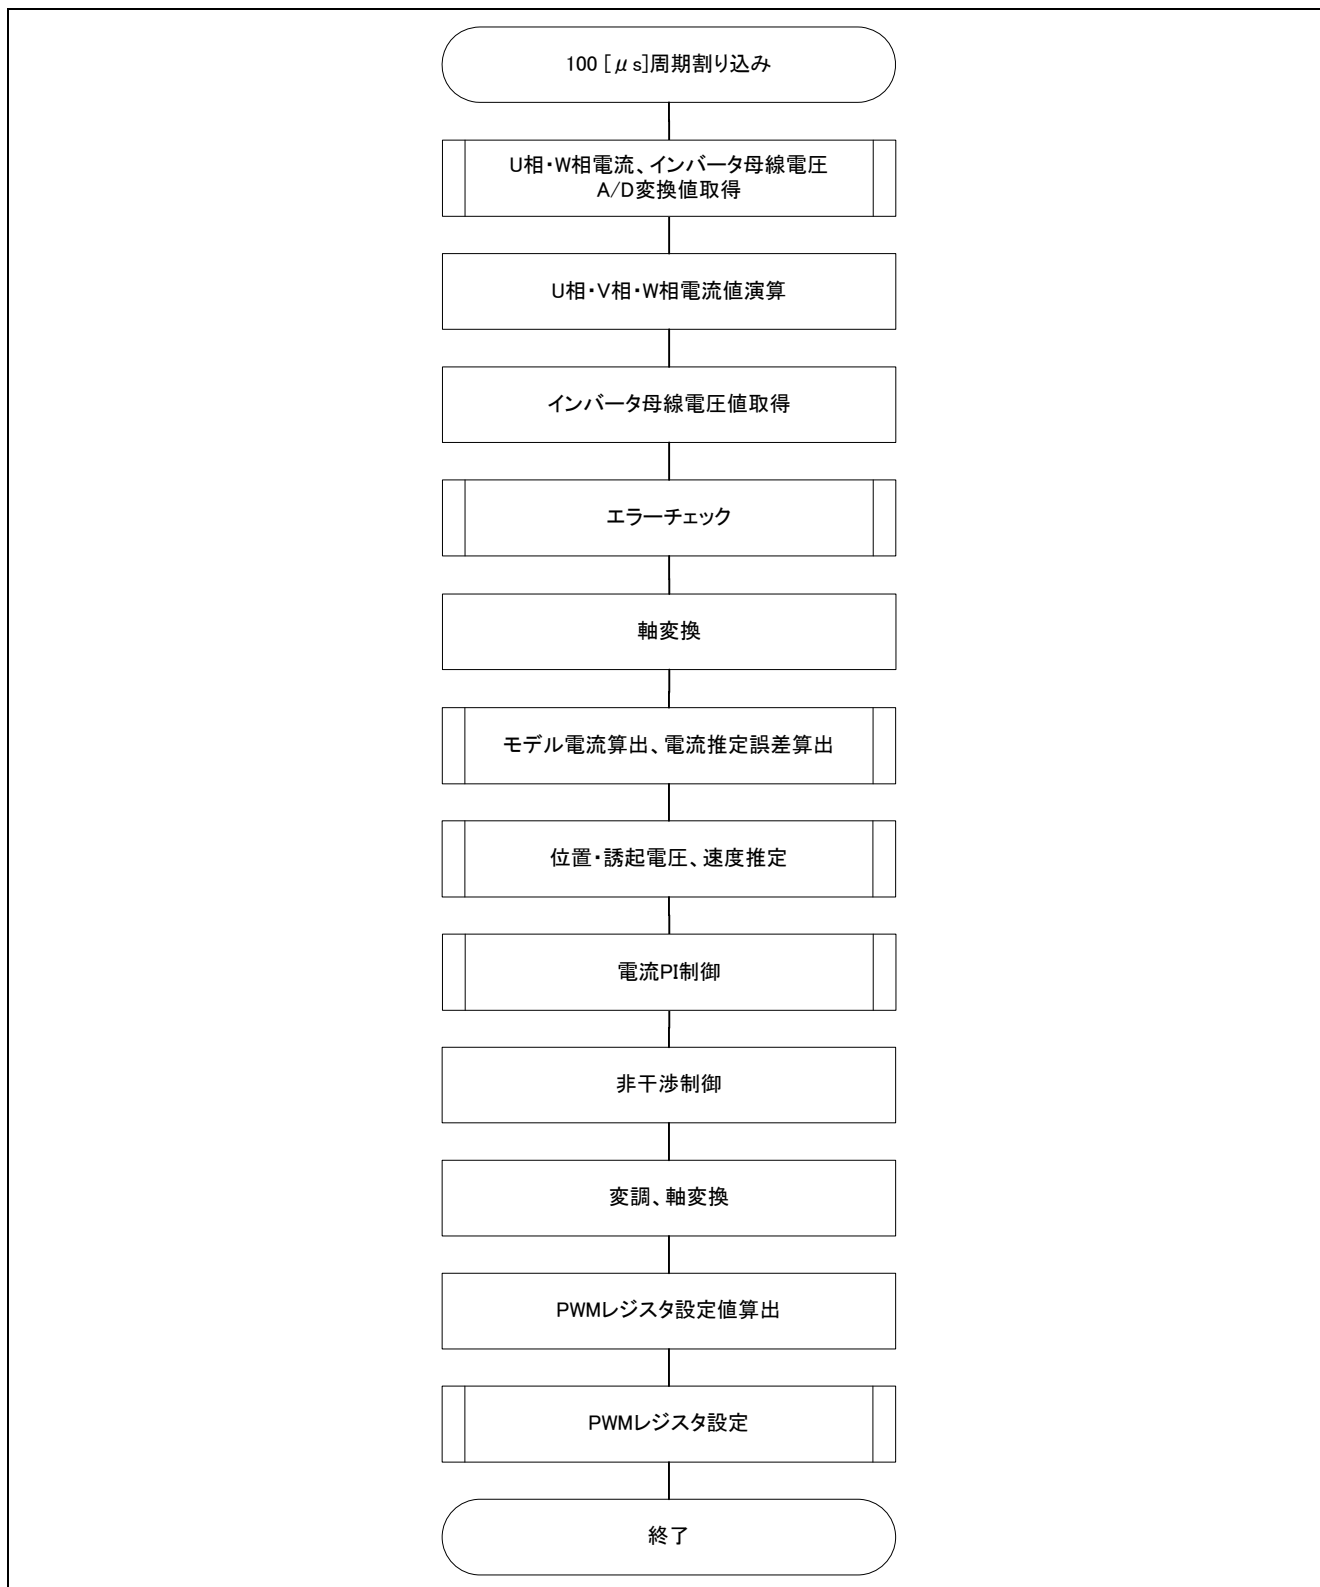 100 [μs]周期割り込み
U相・W相電流、インバータ母線電圧
A/D変換値取得
U相・V相・W相電流値演算
インバータ母線電圧値取得
エラーチェック
軸変換
モデル電流算出、電流推定誤差算出
位置・誘起電圧、速度推定
電流PI制御
非干渉制御
変調、軸変換
PWMレジスタ設定値算出
PWMレジスタ設定
終了